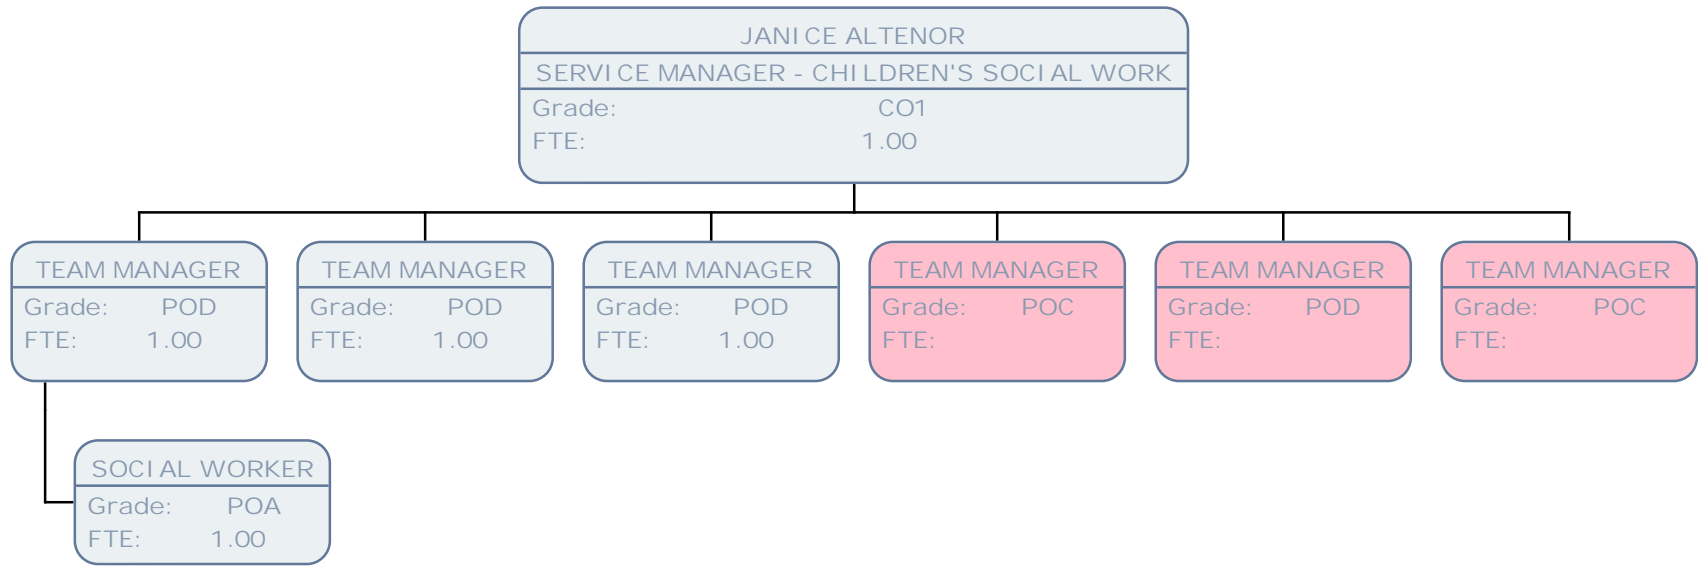 JANICE ALTENOR
SERVICE MANAGER - CHILDREN'S SOCIAL WORK
Grade: CO1
FTE: 1.00
TEAM MANAGER
Grade: POD
FTE: 1.00
TEAM MANAGER
Grade: POD
FTE: 1.00
TEAM MANAGER
Grade: POD
FTE: 1.00
TEAM MANAGER
Grade: POC
FTE:
TEAM MANAGER
Grade: POD
FTE:
TEAM MANAGER
Grade: POC
FTE:
SOCIAL WORKER
Grade: POA
FTE: 1.00